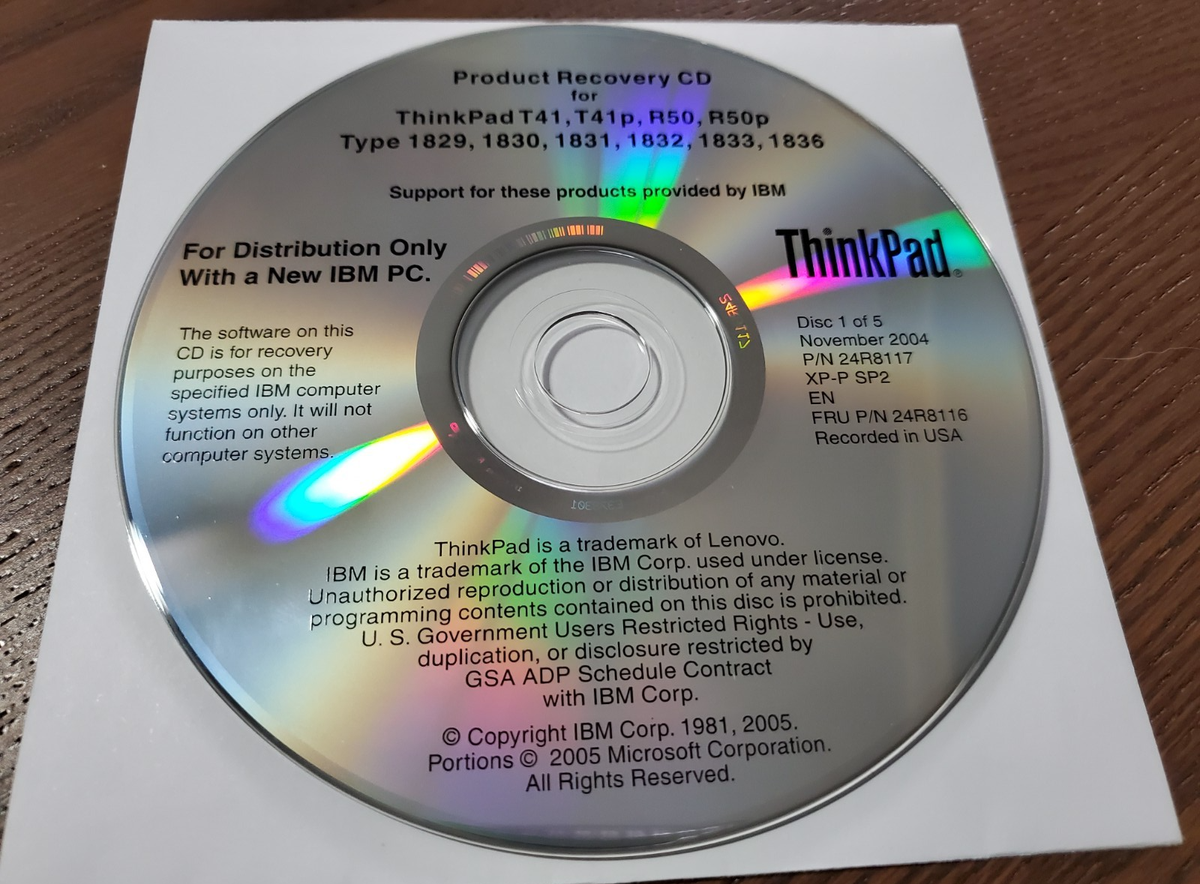 Product Recovery CD
for
ThinkPad T41, T41p, R50, R50p
Type 1829, 1830, 1831, 1832, 1833, 1836
Support for these products provided by IBM
For Distribution Only
With a New IBM PC.
The software on this
CD is for recovery
purposes on the
specified IBM computer
systems only. It will not
function on other
computer systems.
ThinkPad®
Disc 1 of 5
November 2004
P/N 24R8117
XP-P SP2
EN
FRU P/N 24R8116
Recorded in USA
ThinkPad is a trademark of Lenovo.
IBM is a trademark of the IBM Corp. used under license.
Unauthorized reproduction or distribution of any material or
programming contents contained on this disc is prohibited.
U. S. Government Users Restricted Rights - Use,
duplication, or disclosure restricted by
GSA ADP Schedule Contract
with IBM Corp.
© Copyright IBM Corp. 1981, 2005.
Portions © 2005 Microsoft Corporation.
All Rights Reserved.